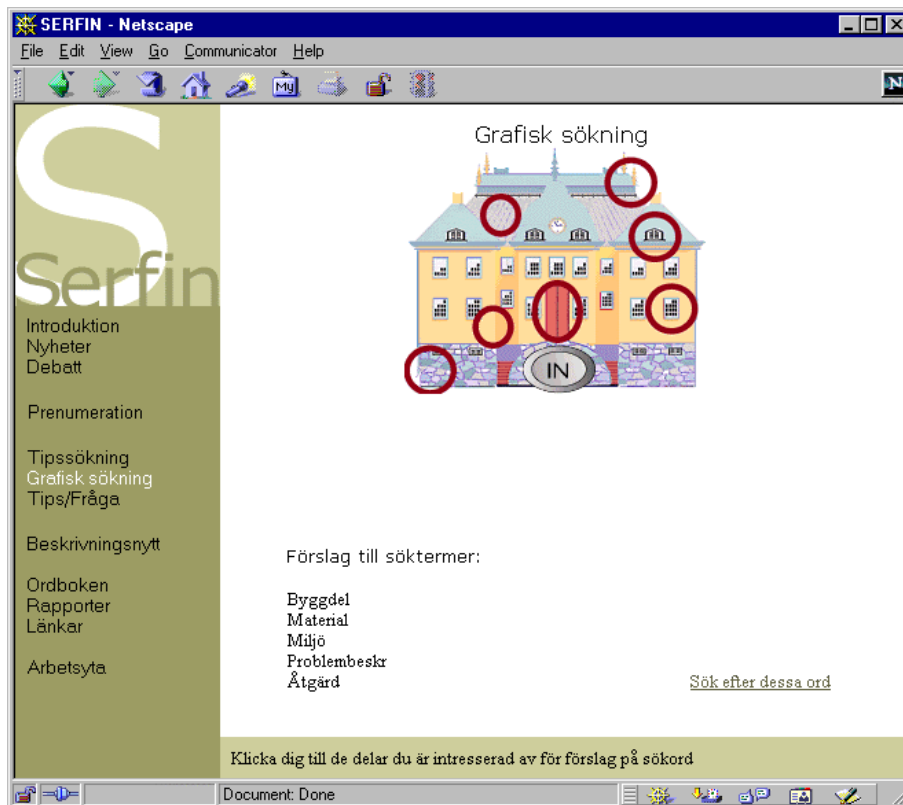 SERFIN - Netscape
File Edit View Go Communicator Help
My
N
S
Serfin
Introduktion
Nyheter
Debatt
Prenumeration
Tipssökning
Grafisk sökning
Tips/Fråga
Beskrivningsnytt
Ordboken
Rapporter
Länkar
Arbetsyta
Grafisk sökning
IN
Förslag till söktermer:
Byggdel
Material
Miljö
Problembeskr
Åtgärd
Sök efter dessa ord
Klicka dig till de delar du är intresserad av för förslag på sökord
Document: Done